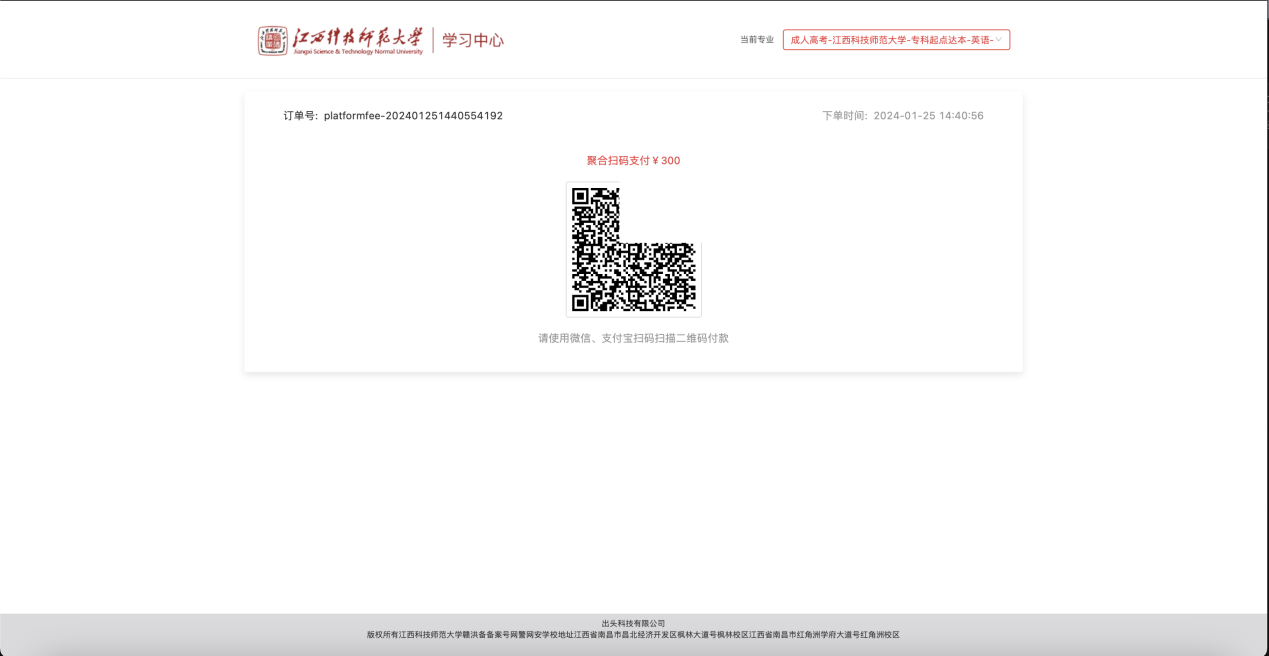 江西科技师范大学
Jiangxi Science & Technology Normal University
学习中心
当前专业
成人高考-江西科技师范大学-专科起点达本-英语-
订单号: platformfee-202401251440554192
下单时间: 2024-01-25 14:40:56
聚合扫码支付￥300
请使用微信、支付宝扫码扫描二维码付款
出头科技有限公司
版权所有江西科技师范大学赣洪备备案号网警网安学校地址江西省南昌市昌北经济开发区枫林大道号枫林校区江西省南昌市红角洲学府大道号红角洲校区